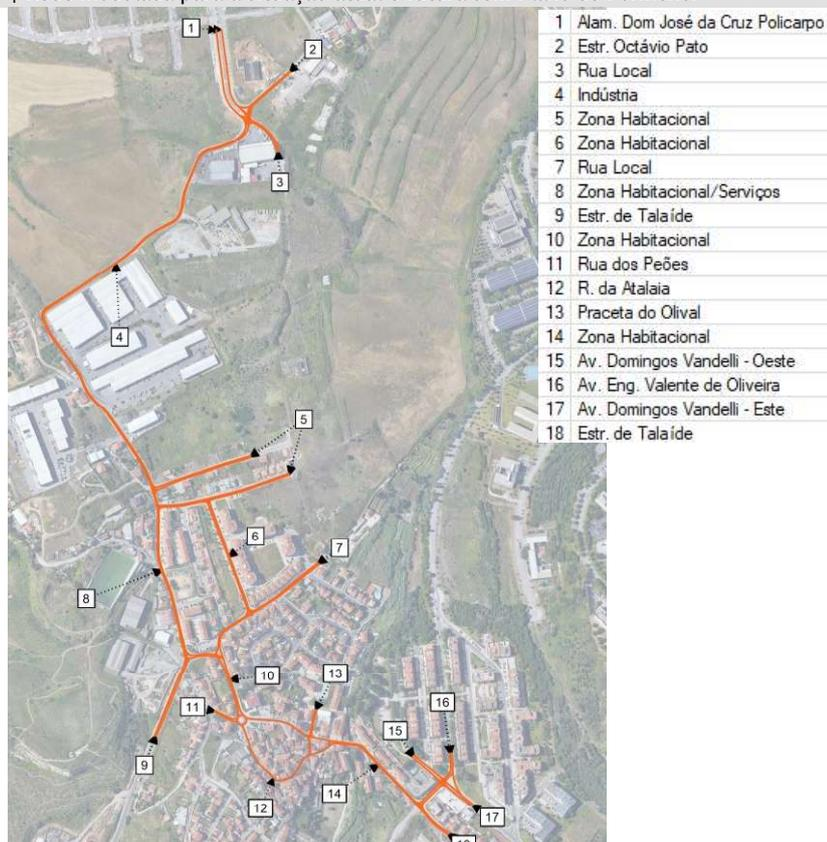 1 Alam. Dom José da Cruz Policarpo
2 Estr. Octávio Pato
3 Rua Local
4 Indústria
5 Zona Habitacional
6 Zona Habitacional
7 Rua Local
8 Zona Habitacional/Serviços
9 Estr. de Talaíde
10 Zona Habitacional
11 Rua dos Peões
12 R. da Atalaia
13 Praceta do Olival
14 Zona Habitacional
15 Av. Domingos Vandelli - Oeste
16 Av. Eng. Valente de Oliveira
17 Av. Domingos Vandelli - Este
18 Estr. de Talaíde
1
2
3
4
5
6
7
8
10
13
11
16
15
9
14
12
17